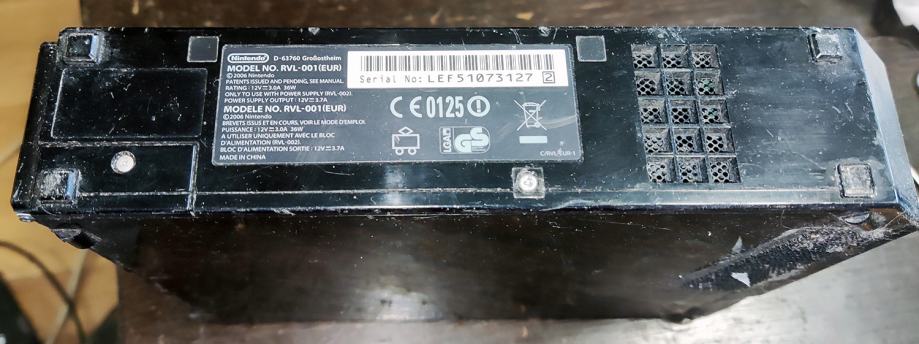 Nintendo D-63760 Großostheim
MODEL NO. RVL-001(EUR)
©2006 Nintendo
PATENTS ISSUED AND PENDING, SEE MANUAL.
RATING : 12V⎓3.0A 36W
ONLY TO USE WITH POWER SUPPLY (RVL-002).
POWER SUPPLY OUTPUT : 12V⎓3.7A
MODELE NO. RVL-001(EUR)
©2006 Nintendo
BREVETS ISSUS ET EN COURS, VOIR LE MODE D'EMPLOI.
PUISSANCE : 12V⎓3.0A 36W
A UTILISER UNIQUEMENT AVEC LE BLOC
D'ALIMENTATION (RVL-002).
BLOC D'ALIMENTATION SORTIE : 12V⎓3.7A
MADE IN CHINA
Serial No: LEF51073127 2
CE0125
LGAD GS
C/RVL-EUR-1